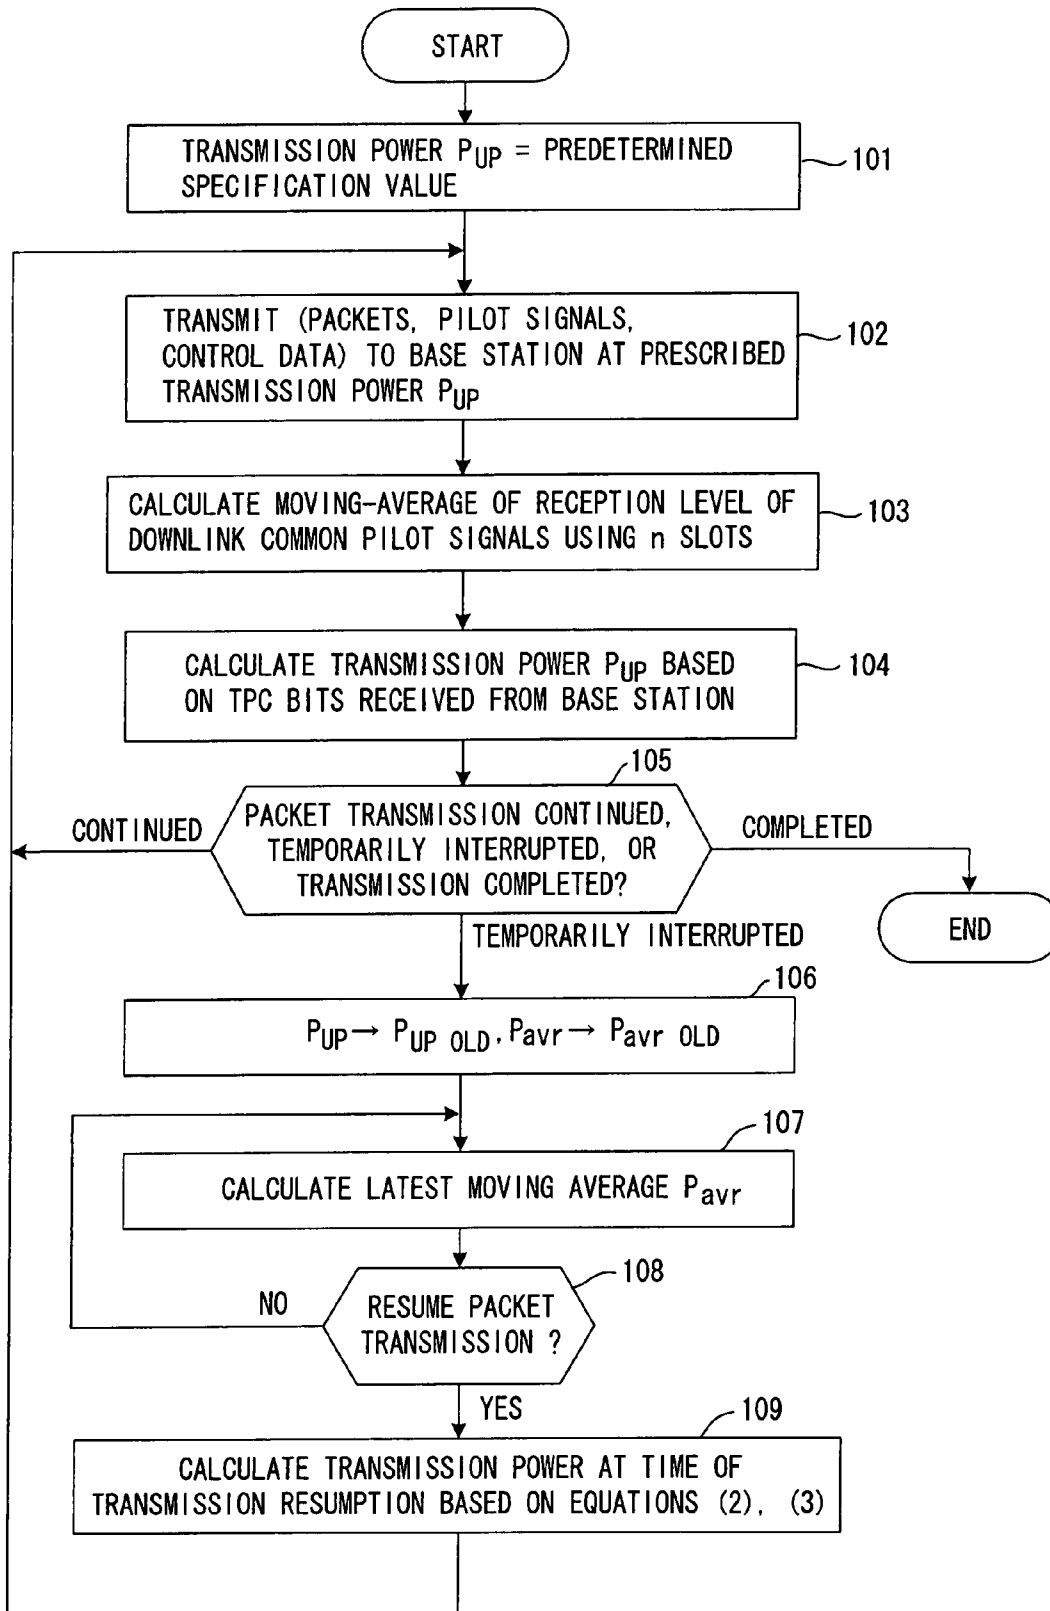 START
TRANSMISSION POWER PUP = PREDETERMINED
SPECIFICATION VALUE
101
TRANSMIT (PACKETS, PILOT SIGNALS,
CONTROL DATA) TO BASE STATION AT PRESCRIBED
TRANSMISSION POWER PUP
102
CALCULATE MOVING-AVERAGE OF RECEPTION LEVEL OF
DOWNLINK COMMON PILOT SIGNALS USING n SLOTS
103
CALCULATE TRANSMISSION POWER PUP BASED
ON TPC BITS RECEIVED FROM BASE STATION
104
105
PACKET TRANSMISSION CONTINUED,
TEMPORARILY INTERRUPTED, OR
TRANSMISSION COMPLETED?
CONTINUED
COMPLETED
END
TEMPORARILY INTERRUPTED
106
PUP → PUP OLD, Pavr → Pavr OLD
107
CALCULATE LATEST MOVING AVERAGE Pavr
108
RESUME PACKET
TRANSMISSION ?
NO
YES
109
CALCULATE TRANSMISSION POWER AT TIME OF
TRANSMISSION RESUMPTION BASED ON EQUATIONS (2), (3)